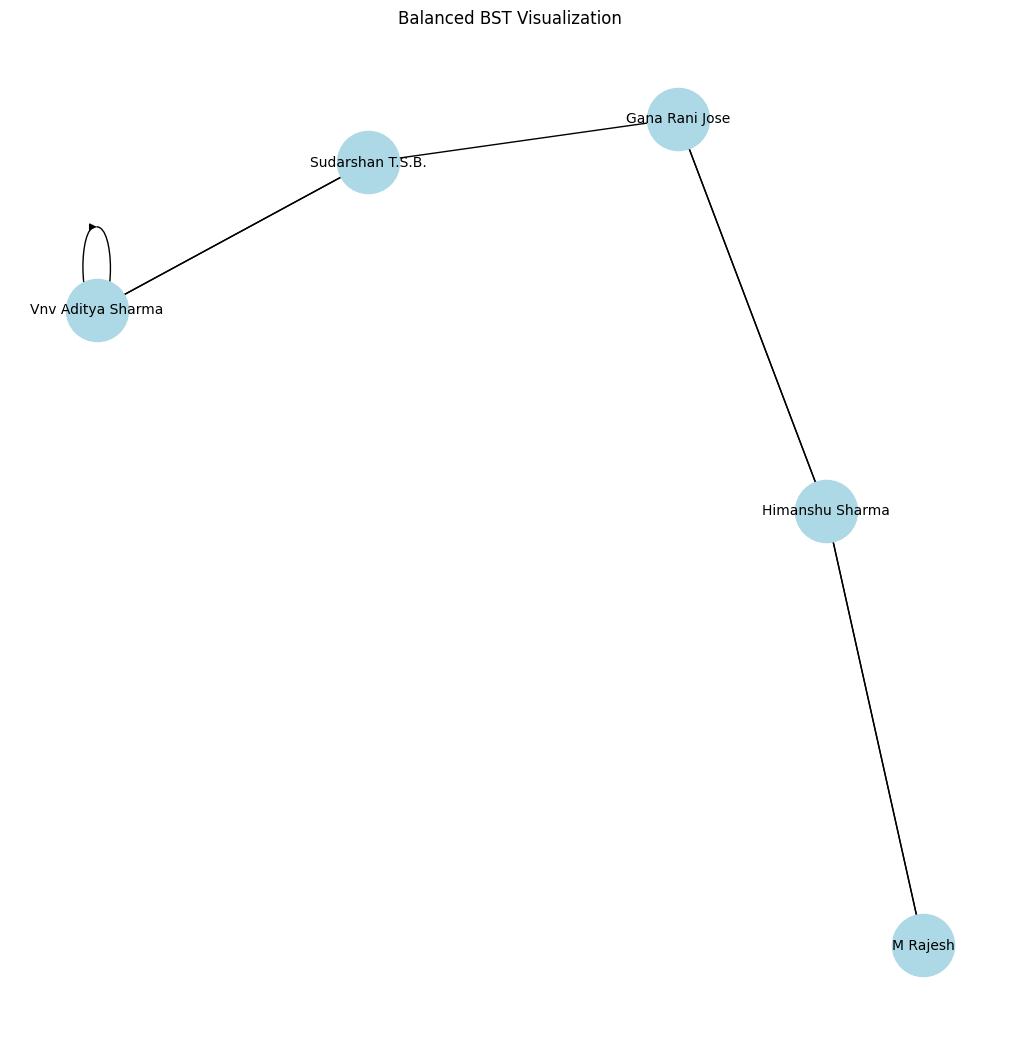 Balanced BST Visualization
Gana Rani Jose
Sudarshan T.S.B.
Vnv Aditya Sharma
Himanshu Sharma
M Rajesh